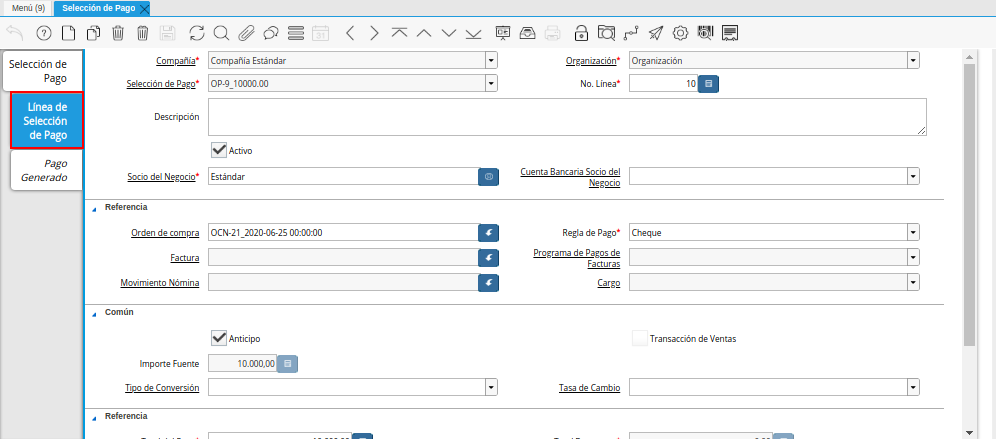 Menú (9) Selección de Pago
Selección de
Pago
Línea de
Selección
de Pago
Pago
Generado
Compañía* Compañía Estándar Organización* Organización
Selección de Pago* OP-9_10000.00 No. Línea* 10
Descripción
Activo
Socio del Negocio* Estándar Cuenta Bancaria Socio del
Negocio
Referencia
Orden de compra OCN-21_2020-06-25 00:00:00 Regla de Pago* Cheque
Factura Programa de Pagos de
Facturas
Movimiento Nómina Cargo
Común
Anticipo Transacción de Ventas
Importe Fuente 10.000,00
Tipo de Conversión Tasa de Cambio
Referencia